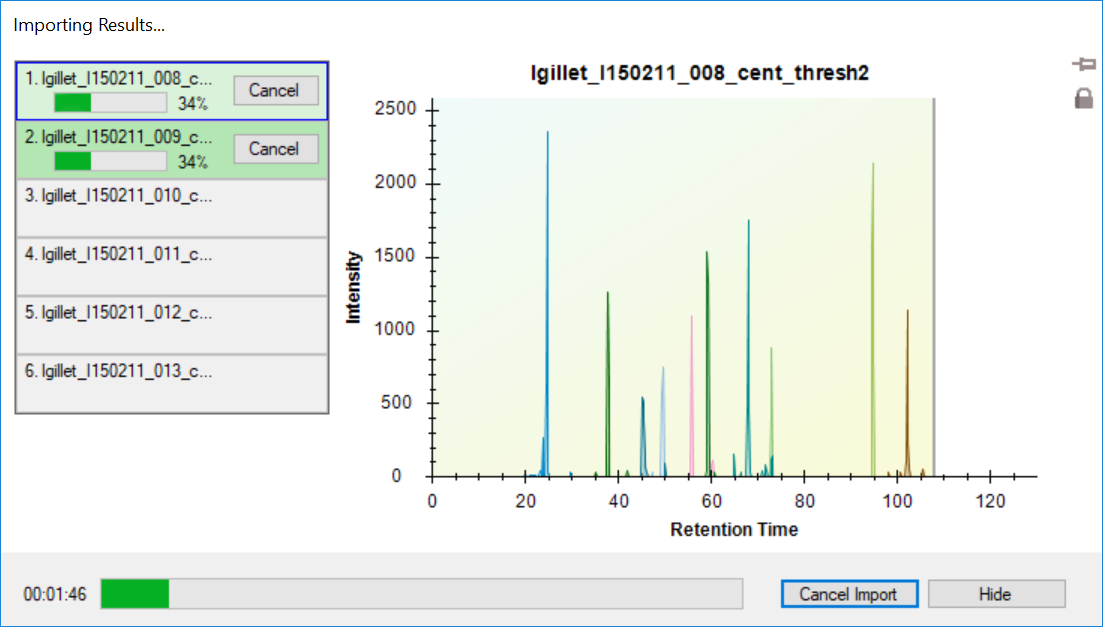 Importing Results...
1. lgillet_I150211_008_c...
34%
Cancel
2. lgillet_I150211_009_c...
34%
Cancel
3. lgillet_I150211_010_c...
4. lgillet_I150211_011_c...
5. lgillet_I150211_012_c...
6. lgillet_I150211_013_c...
lgillet_I150211_008_cent_thresh2
Intensity
2500
2000
1500
1000
500
0
0 20 40 60 80 100 120
Retention Time
00:01:46
Cancel Import
Hide